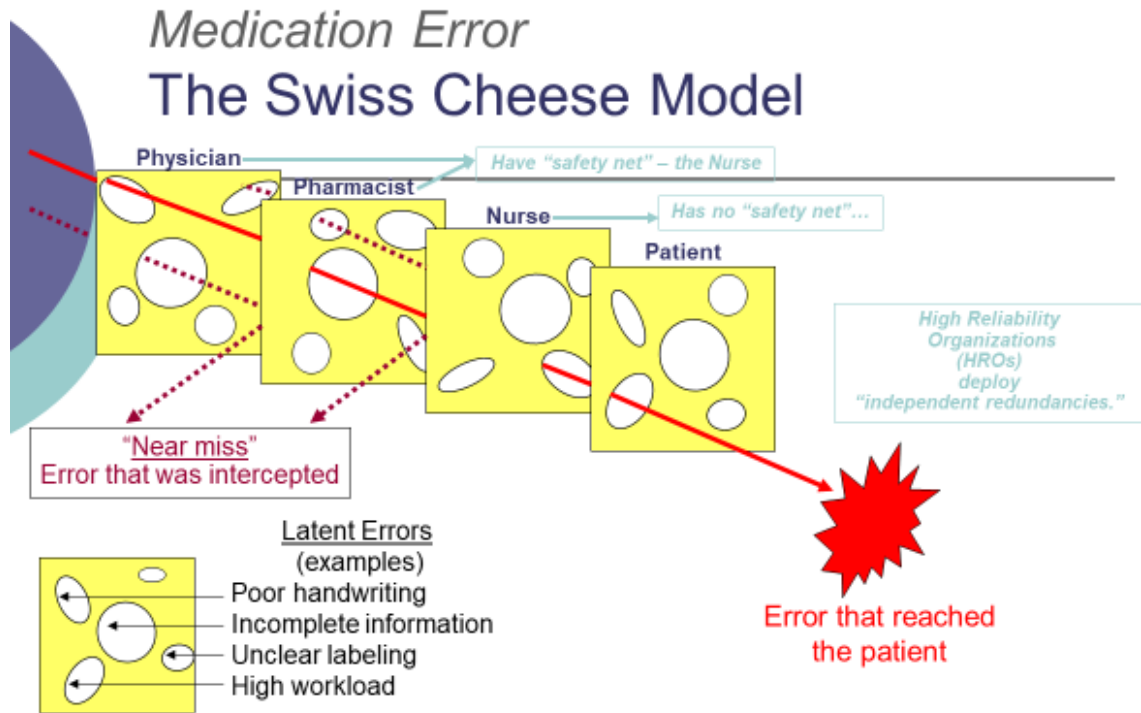 Medication Error
The Swiss Cheese Model
Physician
Have “safety net” – the Nurse
Pharmacist
Nurse
Has no “safety net”…
Patient
High Reliability
Organizations
(HROs)
deploy
“independent redundancies.”
“Near miss”
Error that was intercepted
Latent Errors
(examples)
Poor handwriting
Incomplete information
Unclear labeling
High workload
Error that reached
the patient